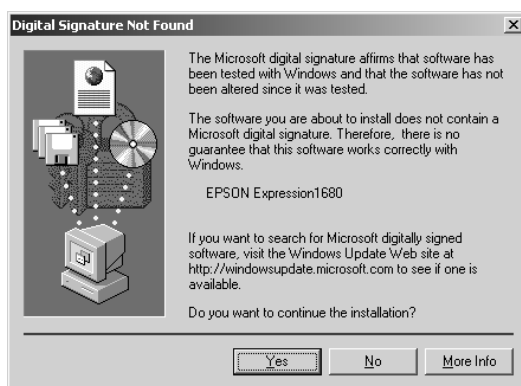 Digital Signature Not Found
The Microsoft digital signature affirms that software has
been tested with Windows and that the software has not
been altered since it was tested.
The software you are about to install does not contain a
Microsoft digital signature. Therefore, there is no
guarantee that this software works correctly with
Windows.
EPSON Expression1680
If you want to search for Microsoft digitally signed
software, visit the Windows Update Web site at
http://windowsupdate.microsoft.com to see if one is
available.
Do you want to continue the installation?
Yes
No
More Info